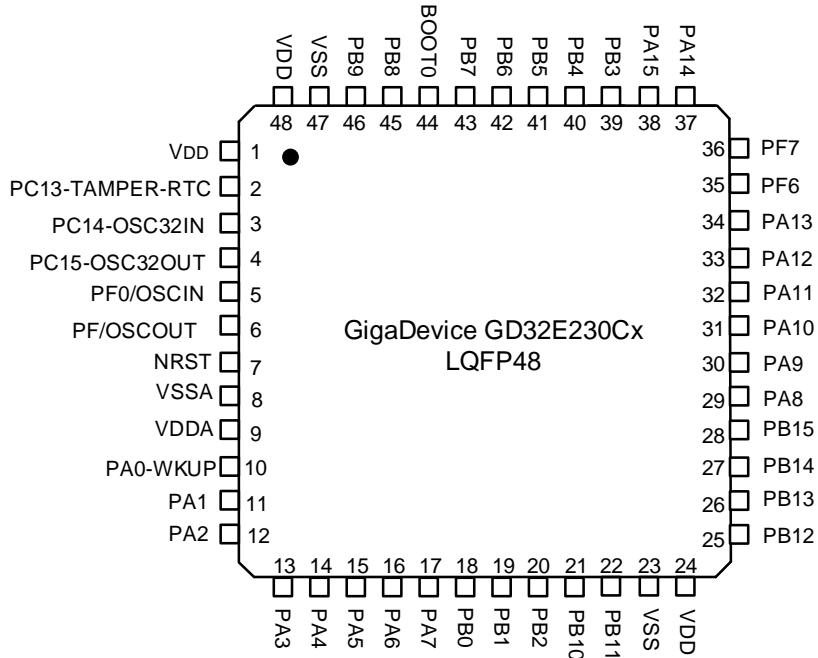 VDD VSS PB9 PB8 BOOT0 PB7 PB6 PB5 PB4 PB3 PA15 PA14
48 47 46 45 44 43 42 41 40 39 38 37
VDD 1
PC13-TAMPER-RTC 2
PC14-OSC32IN 3
PC15-OSC32OUT 4
PF0/OSCIN 5
PF/OSCOUT 6
NRST 7
VSSA 8
VDDA 9
PA0-WKUP 10
PA1 11
PA2 12
GigaDevice GD32E230Cx
LQFP48
36 PF7
35 PF6
34 PA13
33 PA12
32 PA11
31 PA10
30 PA9
29 PA8
28 PB15
27 PB14
26 PB13
25 PB12
13 14 15 16 17 18 19 20 21 22 23 24
PA3 PA4 PA5 PA6 PA7 PB0 PB1 PB2 PB10 PB11 VSS VDD